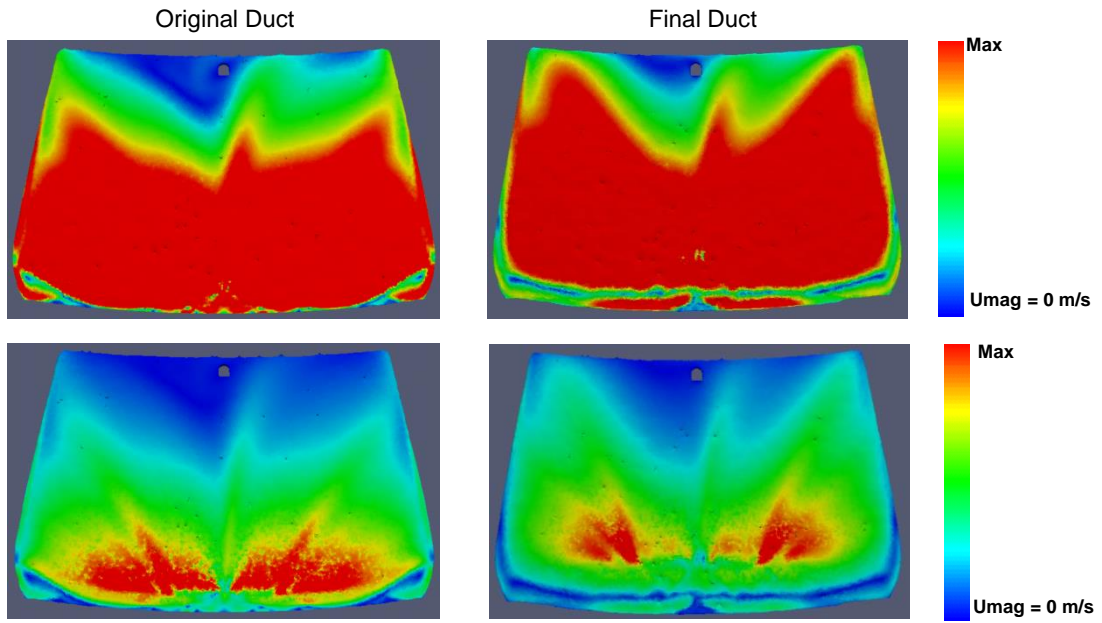 Original Duct
Final Duct
Max
Umag = 0 m/s
Max
Umag = 0 m/s